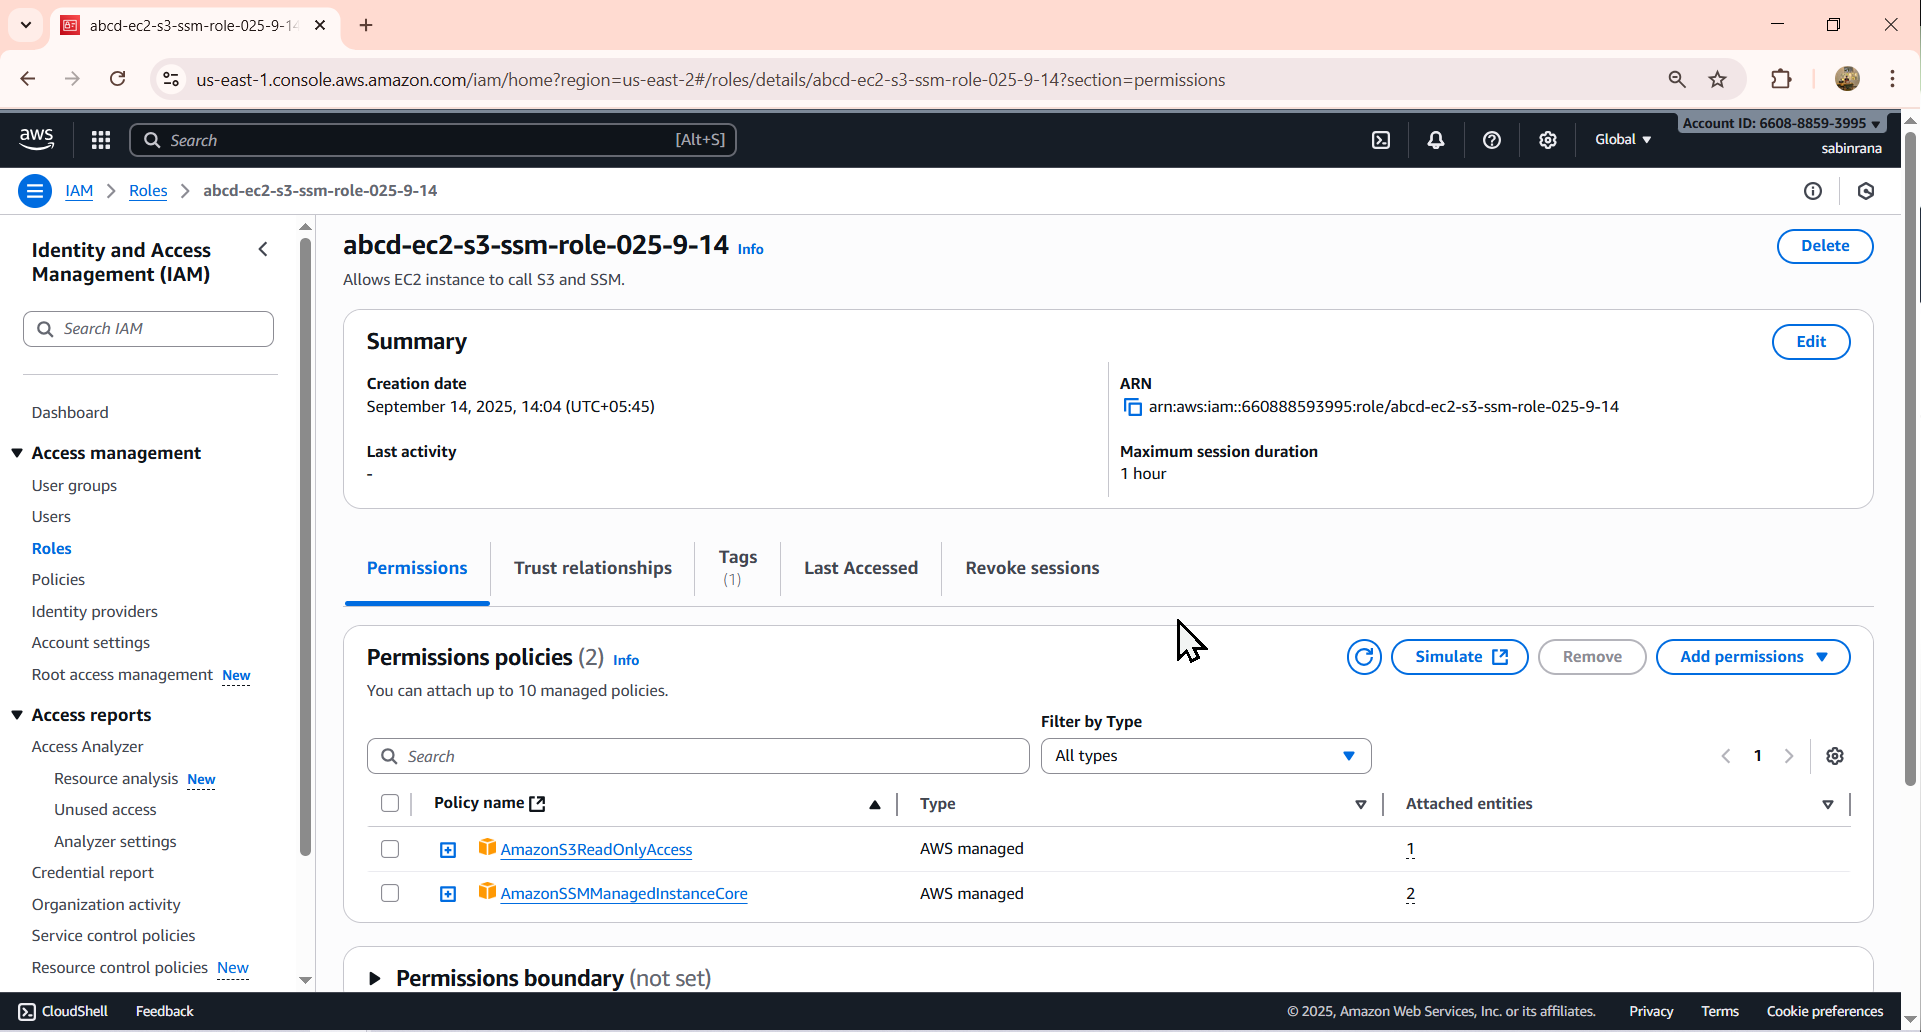 abcd-ec2-s3-ssm-role-025-9-14
us-east-1.console.aws.amazon.com/iam/home?region=us-east-2#/roles/details/abcd-ec2-s3-ssm-role-025-9-14?section=permissions
aws
Search [Alt+S]
Global
Account ID: 6608-8859-3995
sabinrana
IAM > Roles > abcd-ec2-s3-ssm-role-025-9-14
Identity and Access
Management (IAM)
Search IAM
Dashboard
Access management
User groups
Users
Roles
Policies
Identity providers
Account settings
Root access management New
Access reports
Access Analyzer
Resource analysis New
Unused access
Analyzer settings
Credential report
Organization activity
Service control policies
Resource control policies New
abcd-ec2-s3-ssm-role-025-9-14 Info
Delete
Allows EC2 instance to call S3 and SSM.
Summary
Edit
Creation date
September 14, 2025, 14:04 (UTC+05:45)
Last activity
-
ARN
arn:aws:iam::660888593995:role/abcd-ec2-s3-ssm-role-025-9-14
Maximum session duration
1 hour
Permissions
Trust relationships
Tags
(1)
Last Accessed
Revoke sessions
Permissions policies (2) Info
Simulate
Remove
Add permissions
You can attach up to 10 managed policies.
Filter by Type
Search
All types
1
Policy name Type Attached entities
AmazonS3ReadOnlyAccess AWS managed 1
AmazonSSMManagedInstanceCore AWS managed 2
Permissions boundary (not set)
CloudShell Feedback © 2025, Amazon Web Services, Inc. or its affiliates. Privacy Terms Cookie preferences